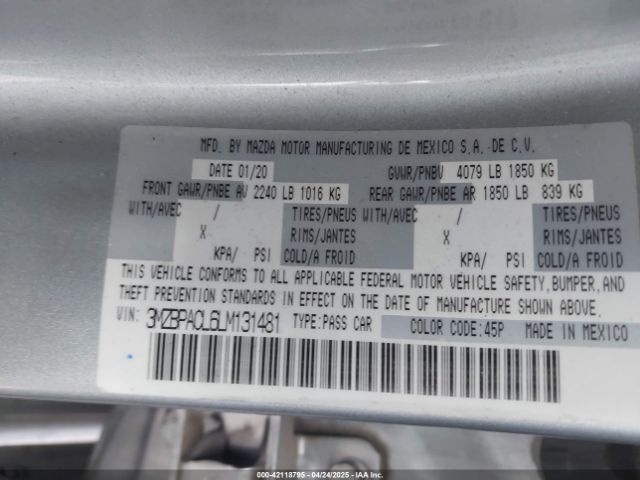 MFD. BY MAZDA MOTOR MANUFACTURING DE MEXICO S.A. DE C.V.
DATE 01/20 GVWR/PNBV 4079 LB 1850 KG
FRONT GAWR/PNBE AV 2240 LB 1016 KG REAR GAWR/PNBE AR 1850 LB 839 KG
WITH/AVEC / TIRES/PNEUS WITH/AVEC / TIRES/PNEUS
X RIMS/JANTES X RIMS/JANTES
KPA/ PSI COLD/A FROID KPA/ PSI COLD/A FROID
THIS VEHICLE CONFORMS TO ALL APPLICABLE FEDERAL MOTOR VEHICLE SAFETY, BUMPER, AND
THEFT PREVENTION STANDARDS IN EFFECT ON THE DATE OF MANUFACTURE SHOWN ABOVE.
VIN: 3MZBPACL6LM131481 TYPE: PASS CAR COLOR CODE: 45P MADE IN MEXICO
000-42118795 - 04/24/2025 - IAAI.COM